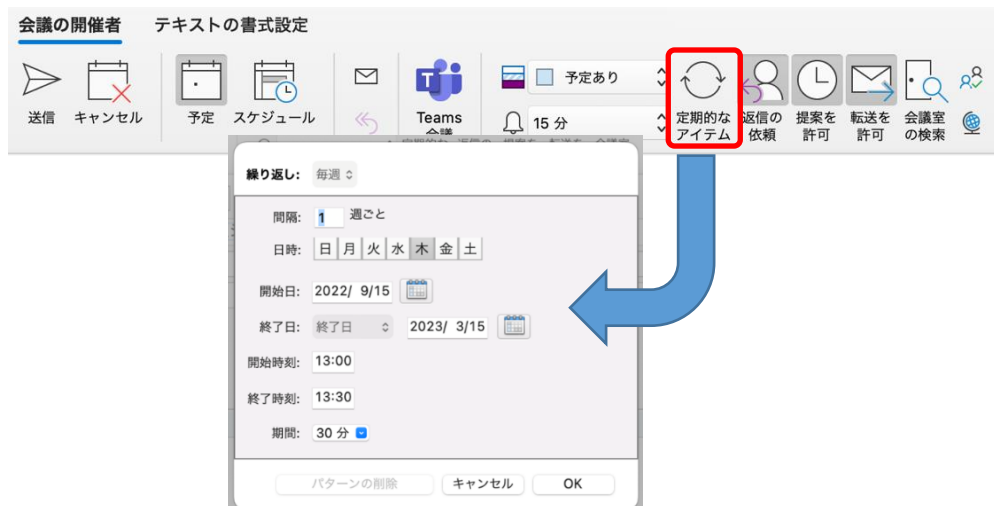 会議の開催者 テキストの書式設定
予定あり
15 分
送信 キャンセル 予定 スケジュール Teams
会議
定期的な
アイテム
返信の
依頼
提案を
許可
転送を
許可
会議室
の検索
繰り返し: 毎週
間隔: 1 週ごと
日時: 日 月 火 水 木 金 土
開始日: 2022/ 9/15
終了日: 終了日 2023/ 3/15
開始時刻: 13:00
終了時刻: 13:30
期間: 30 分
パターンの削除 キャンセル OK